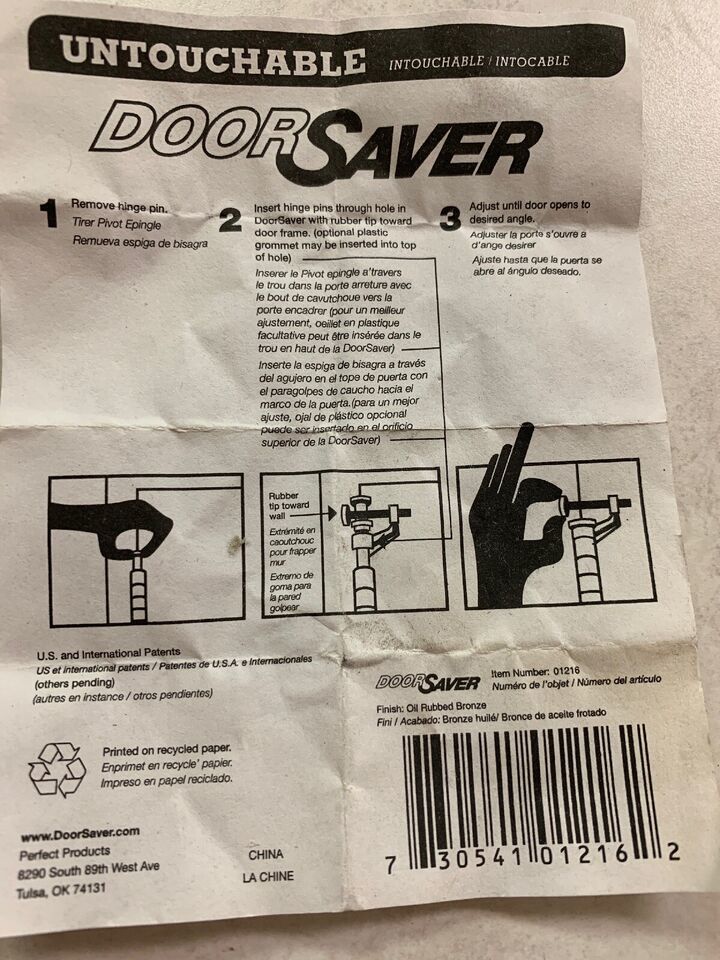 UNTOUCHABLE INTOUCHABLE / INTOCABLE
DOORSAVER
1 Remove hinge pin.
Tirer Pivot Epingle
Remueva espiga de bisagra
2 Insert hinge pins through hole in
DoorSaver with rubber tip toward
door frame. (optional plastic
grommet may be inserted into top
of hole)
Inserer le Pivot epingle a'travers
le trou dans la porte arreture avec
le bout de cavutchoue vers la
porte encadrer (pour un meilleur
ajustement, oeillet en plastique
facultative peut être insérée dans le
trou en haut de la DoorSaver)
Inserte la espiga de bisagra a través
del agujero en el tope de puerta con
el paragolpes de caucho hacia el
marco de la puerta.(para un mejor
ajuste, ojal de plástico opcional
puede ser insertado en el orificio
superior de la DoorSaver)
3 Adjust until door opens to
desired angle.
Adjuster la porte s'ouvre a
d'ange desirer
Ajuste hasta que la puerta se
abre al ángulo deseado.
Rubber
tip toward
wall
Extrémité en
caoutchouc
pour frapper
mur
Extremo de
goma para
la pared
golpear
U.S. and International Patents
US et international patents / Patentes de U.S.A. e Internacionales
(others pending)
(autres en instance / otros pendientes)
Printed on recycled paper.
Enprimet en recycle' papier.
Impreso en papel reciclado.
www.DoorSaver.com
Perfect Products
8290 South 89th West Ave
Tulsa, OK 74131
CHINA
LA CHINE
DOORSAVER Item Number: 01216
Numéro de l'objet / Número del artículo
Finish: Oil Rubbed Bronze
Fini / Acabado: Bronze huilé/ Bronce de aceite frotado
7 30541 01216 2